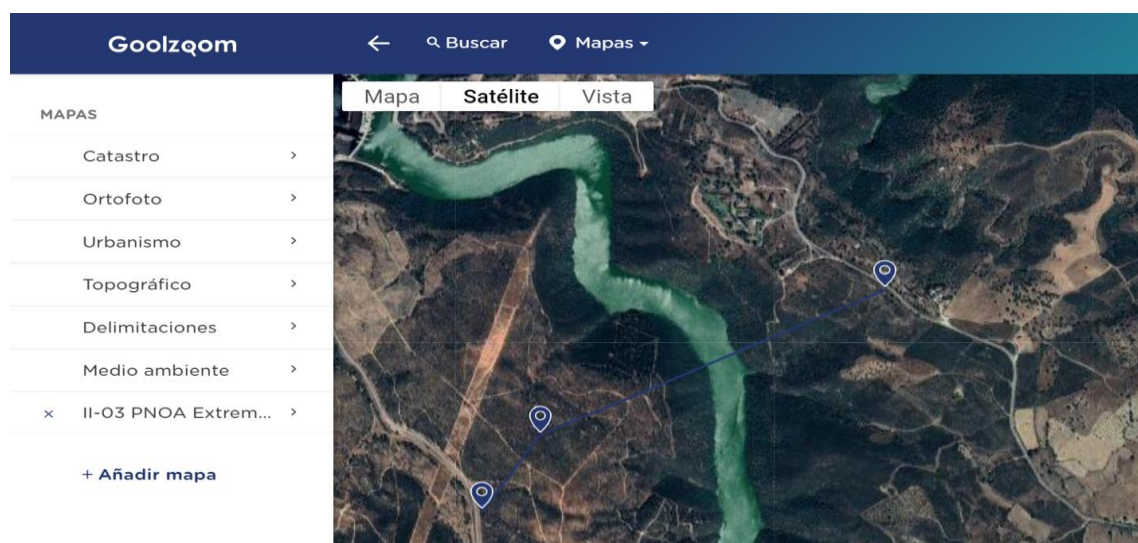 Goolzoom
Buscar
Mapas
Mapa Satélite Vista
MAPAS
Catastro
Ortofoto
Urbanismo
Topográfico
Delimitaciones
Medio ambiente
× II-03 PNOA Extrem...
+ Añadir mapa